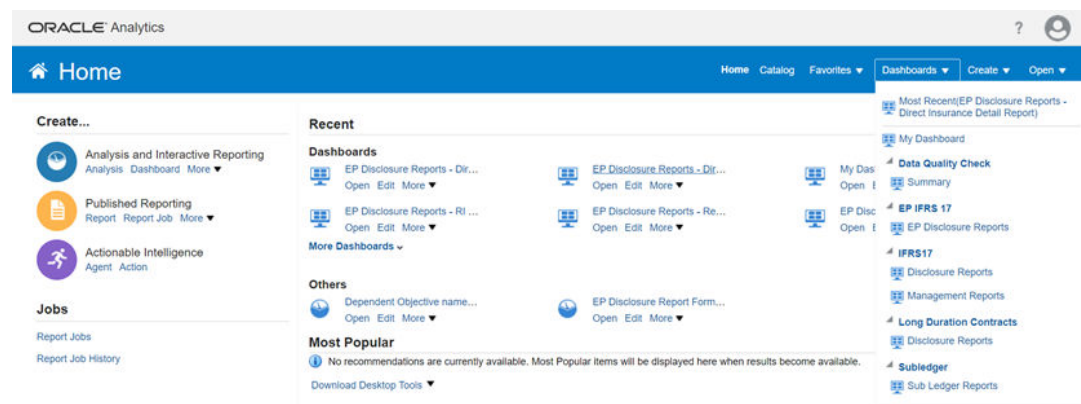 ORACLE Analytics
?
Home
Home Catalog Favorites Dashboards Create Open
Create...
Analysis and Interactive Reporting
Analysis Dashboard More
Published Reporting
Report Report Job More
Actionable Intelligence
Agent Action
Jobs
Report Jobs
Report Job History
Recent
Dashboards
EP Disclosure Reports - Dir...
Open Edit More
EP Disclosure Reports - Dir...
Open Edit More
My Das
Open
EP Disclosure Reports - RI ...
Open Edit More
EP Disclosure Reports - Re...
Open Edit More
EP Disc
Open
More Dashboards
Others
Dependent Objective name...
Open Edit More
EP Disclosure Report Form...
Open Edit More
Most Popular
No recommendations are currently available. Most Popular items will be displayed here when results become available.
Download Desktop Tools
Most Recent(EP Disclosure Reports -
Direct Insurance Detail Report)
My Dashboard
Data Quality Check
Summary
EP IFRS 17
EP Disclosure Reports
IFRS17
Disclosure Reports
Management Reports
Long Duration Contracts
Disclosure Reports
Subledger
Sub Ledger Reports